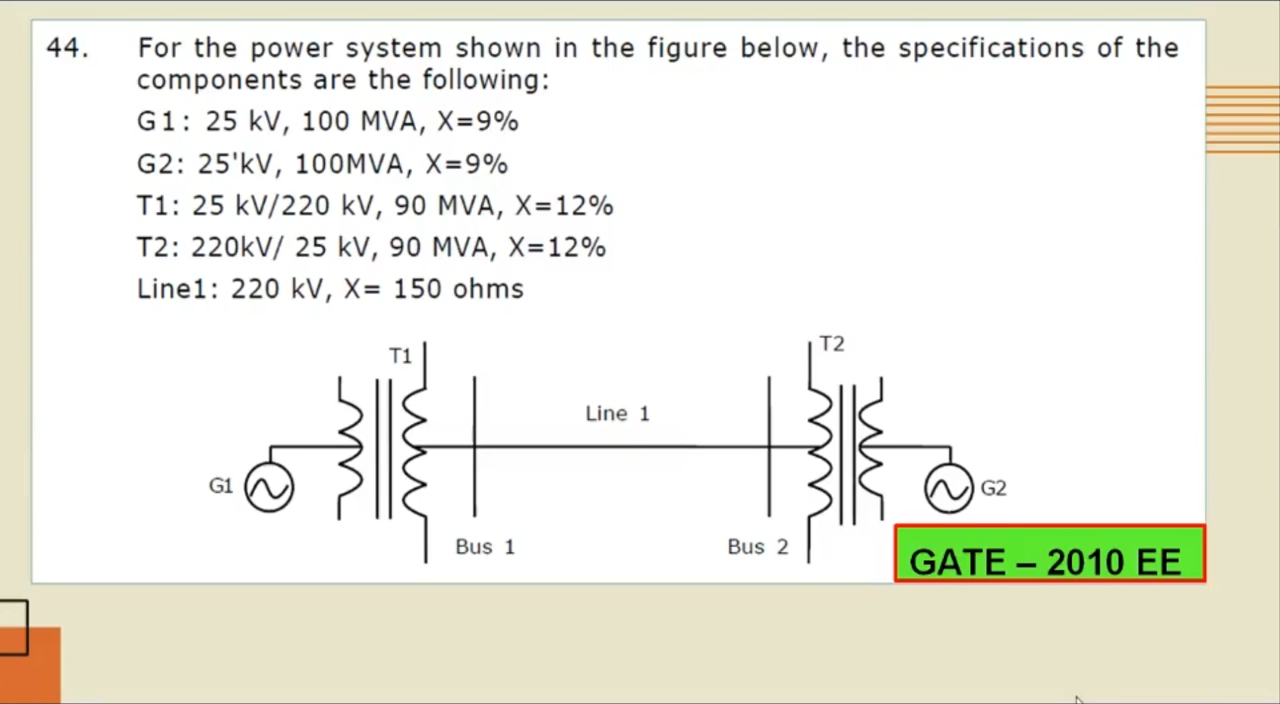 44. For the power system shown in the figure below, the specifications of the
components are the following:
G1: 25 kV, 100 MVA, X=9%
G2: 25'kV, 100MVA, X=9%
T1: 25 kV/220 kV, 90 MVA, X=12%
T2: 220kV/ 25 kV, 90 MVA, X=12%
Line1: 220 kV, X= 150 ohms
T1
T2
Line 1
G1
G2
Bus 1
Bus 2
GATE – 2010 EE